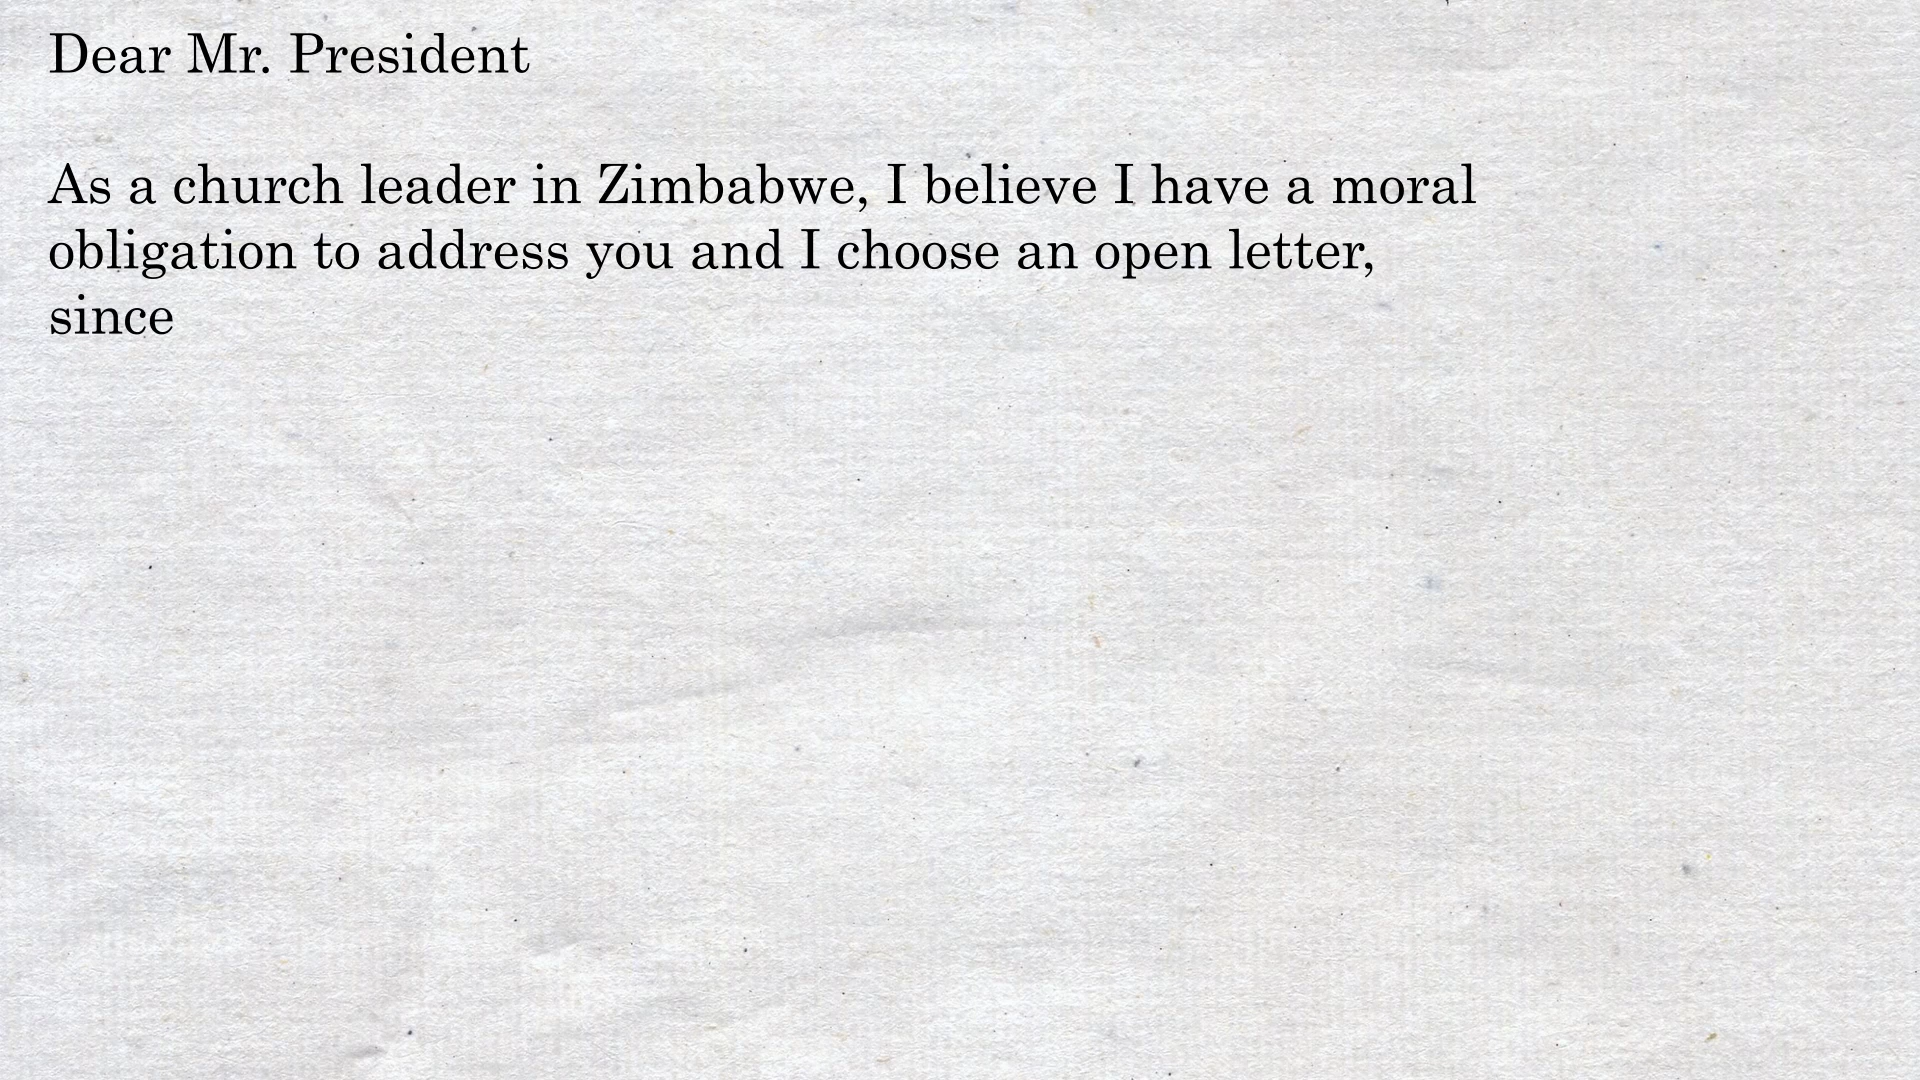 Dear Mr. President
As a church leader in Zimbabwe, I believe I have a moral
obligation to address you and I choose an open letter,
since